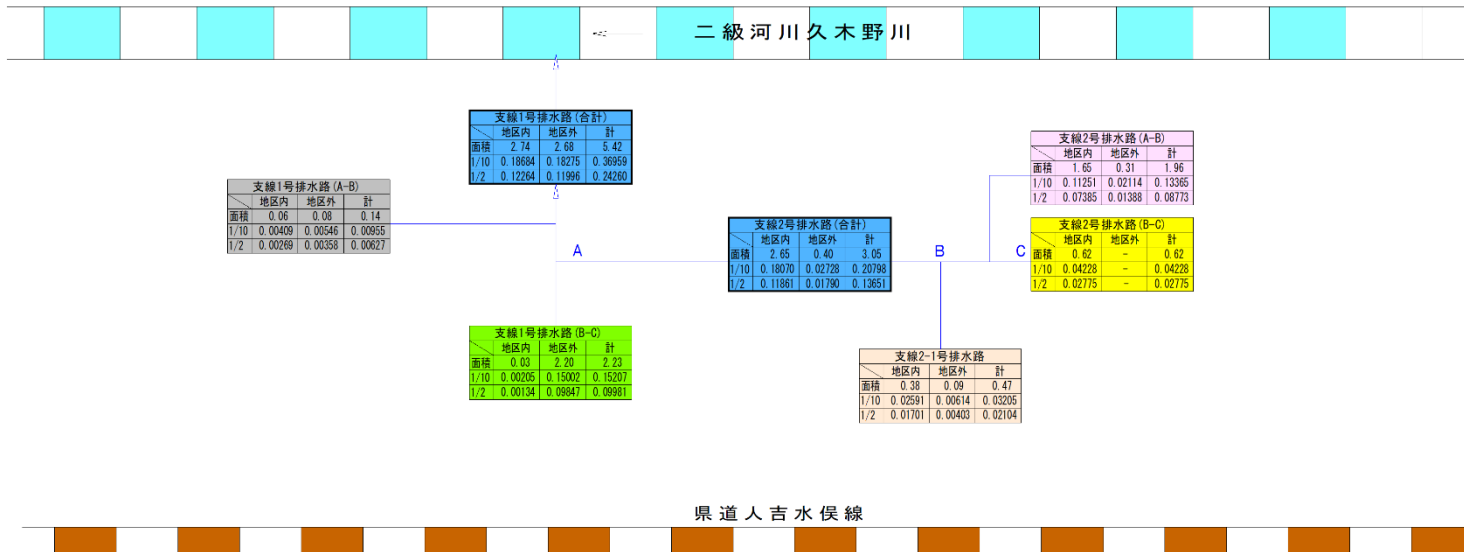 二級河川久木野川
支線1号排水路(合計)
地区内 地区外 計
面積 2.74 2.68 5.42
1/10 0.18684 0.18275 0.36959
1/2 0.12264 0.11996 0.24260
支線2号排水路(A-B)
地区内 地区外 計
面積 1.65 0.31 1.96
1/10 0.11251 0.02114 0.13365
1/2 0.07385 0.01388 0.08773
支線1号排水路(A-B)
地区内 地区外 計
面積 0.06 0.08 0.14
1/10 0.00409 0.00546 0.00955
1/2 0.00269 0.00358 0.00627
A
支線2号排水路(合計)
地区内 地区外 計
面積 2.65 0.40 3.05
1/10 0.18070 0.02728 0.20798
1/2 0.11861 0.01790 0.13651
B
C
支線2号排水路(B-C)
地区内 地区外 計
面積 0.62 - 0.62
1/10 0.04228 - 0.04228
1/2 0.02775 - 0.02775
支線1号排水路(B-C)
地区内 地区外 計
面積 0.03 2.20 2.23
1/10 0.00205 0.15002 0.15207
1/2 0.00134 0.09847 0.09981
支線2-1号排水路
地区内 地区外 計
面積 0.38 0.09 0.47
1/10 0.02591 0.00614 0.03205
1/2 0.01701 0.00403 0.02104
県道人吉水俣線